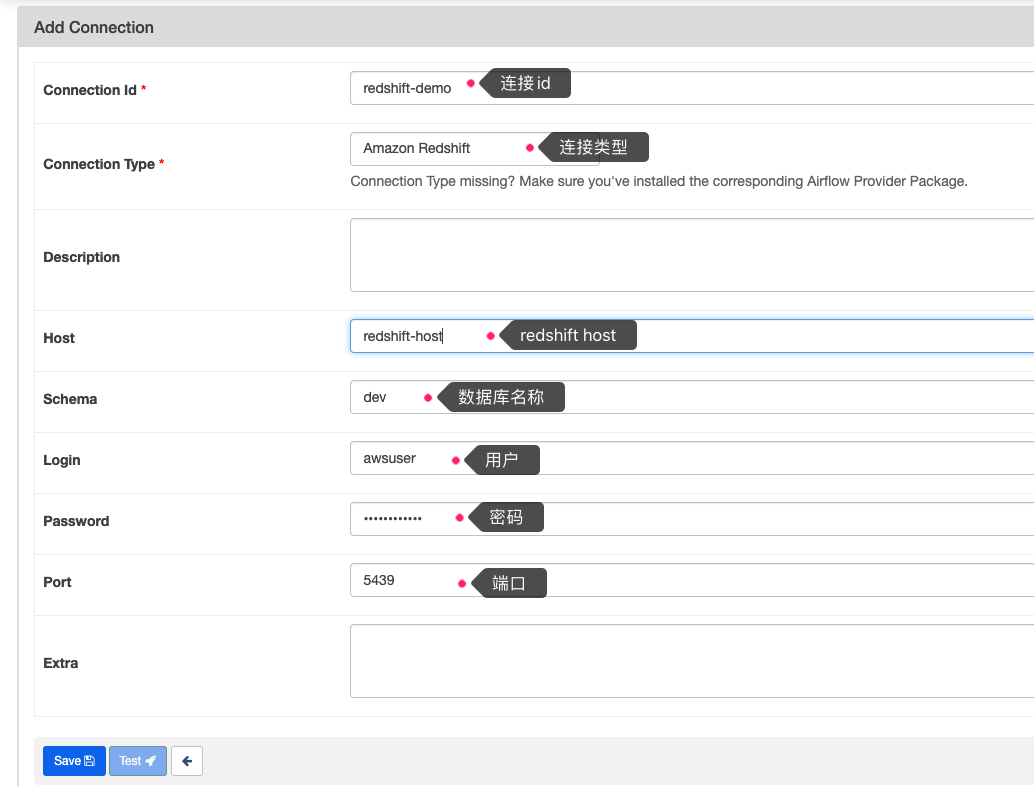 Add Connection
Connection Id *
redshift-demo
连接id
Connection Type *
Amazon Redshift
连接类型
Connection Type missing? Make sure you've installed the corresponding Airflow Provider Package.
Description
Host
redshift-host
redshift host
Schema
dev
数据库名称
Login
awsuser
用户
Password
••••••••••••
密码
Port
5439
端口
Extra
Save
Test